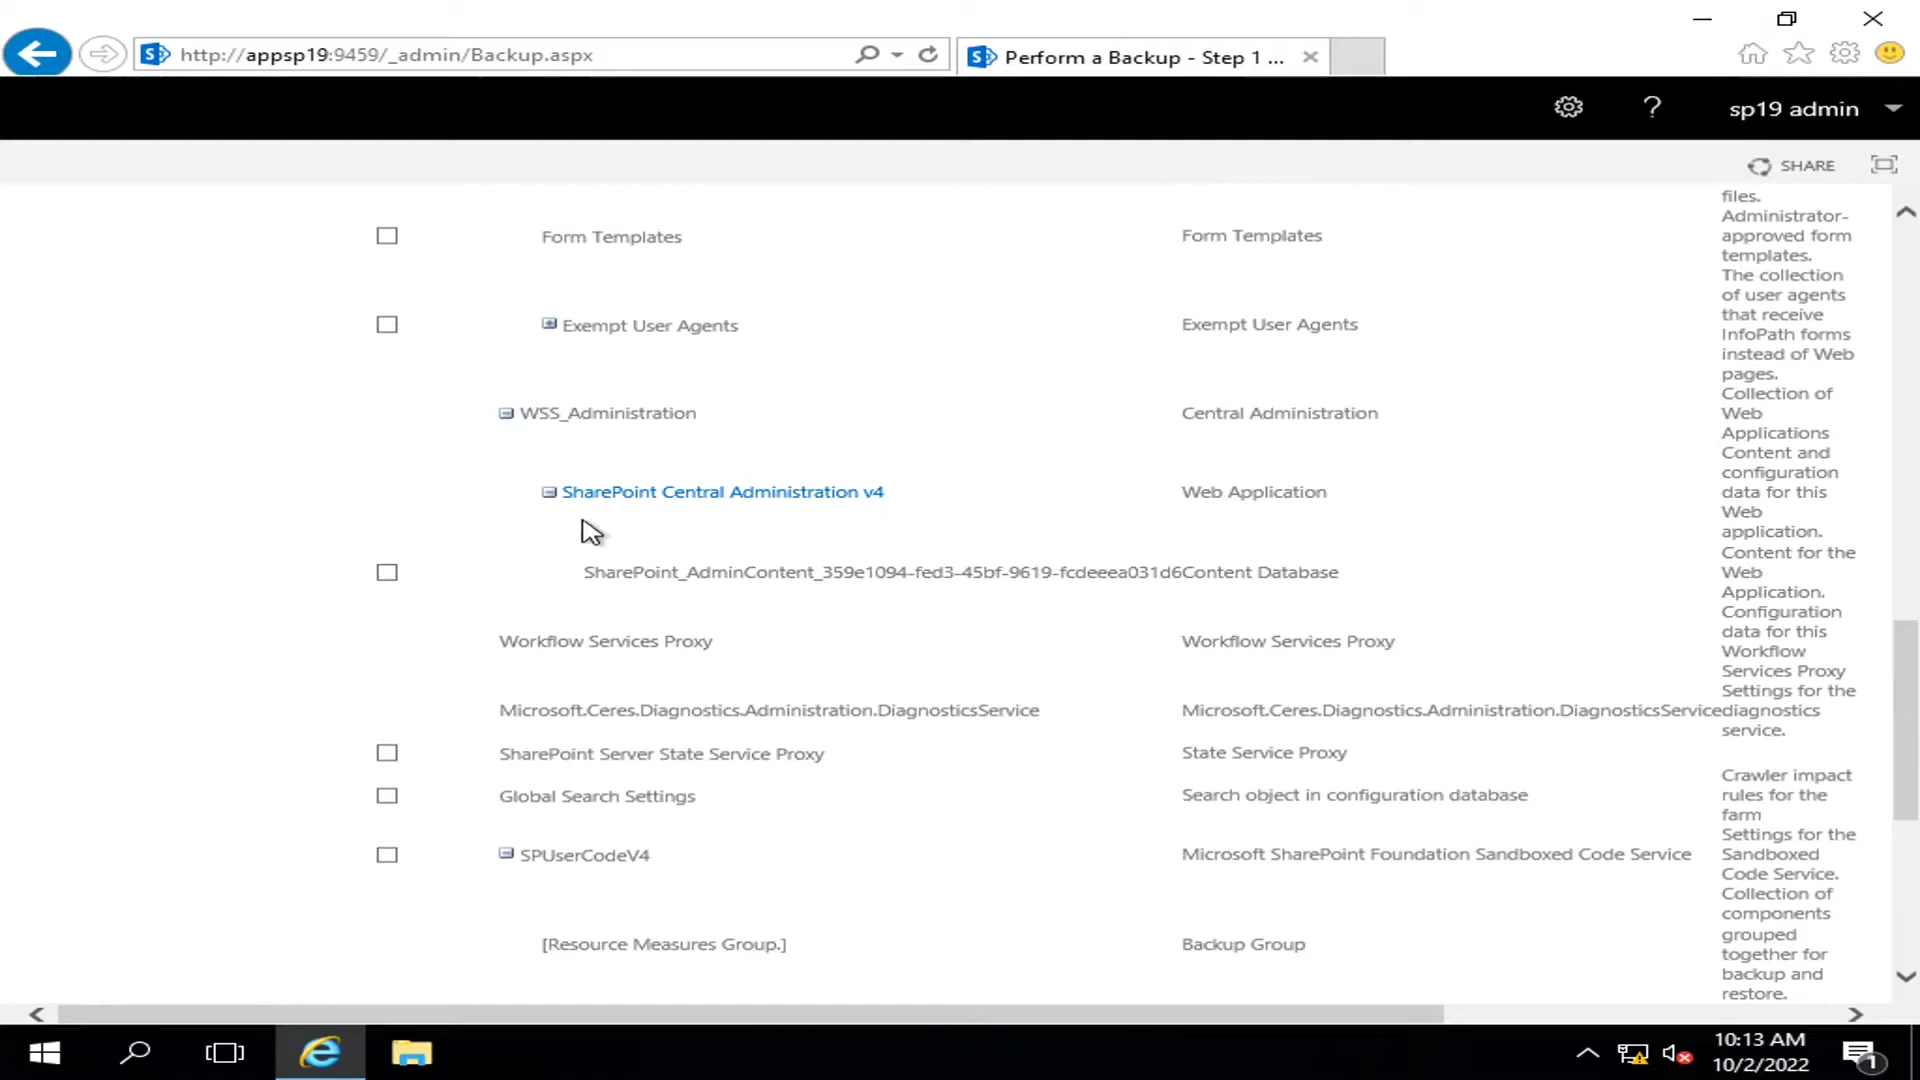 http://appsp19:9459/_admin/Backup.aspx
Perform a Backup - Step 1 ...
sp19 admin
SHARE
files.
Form Templates
Form Templates
Administrator-
approved form
templates.
Exempt User Agents
Exempt User Agents
The collection
of user agents
that receive
InfoPath forms
instead of Web
pages.
WSS_Administration
Central Administration
Collection of
Web
Applications
SharePoint Central Administration v4
Web Application
Content and
configuration
data for this
Web
application.
SharePoint_AdminContent_359e1094-fed3-45bf-9619-fcdeeea031d6
Content Database
Content for the
Web
Application.
Workflow Services Proxy
Workflow Services Proxy
Configuration
data for this
Workflow
Services Proxy
Microsoft.Ceres.Diagnostics.Administration.DiagnosticsService
Microsoft.Ceres.Diagnostics.Administration.DiagnosticsService
Settings for the
diagnostics
service.
SharePoint Server State Service Proxy
State Service Proxy
Global Search Settings
Search object in configuration database
Crawler impact
rules for the
farm
SPUserCodeV4
Microsoft SharePoint Foundation Sandboxed Code Service
Settings for the
Sandboxed
Code Service.
[Resource Measures Group.]
Backup Group
Collection of
components
grouped
together for
backup and
restore.
10:13 AM
10/2/2022
1